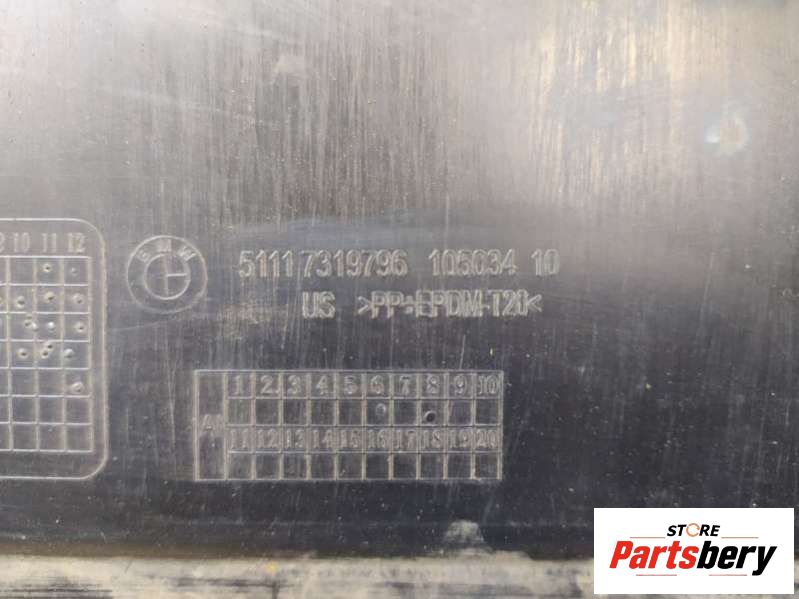 9 10 11 12
BMW
51117319796 105034 10
US >PP+EPDM-T20<
1 2 3 4 5 6 7 8 9 10
11 12 13 14 15 16 17 18 19 20
STORE
Partsbery